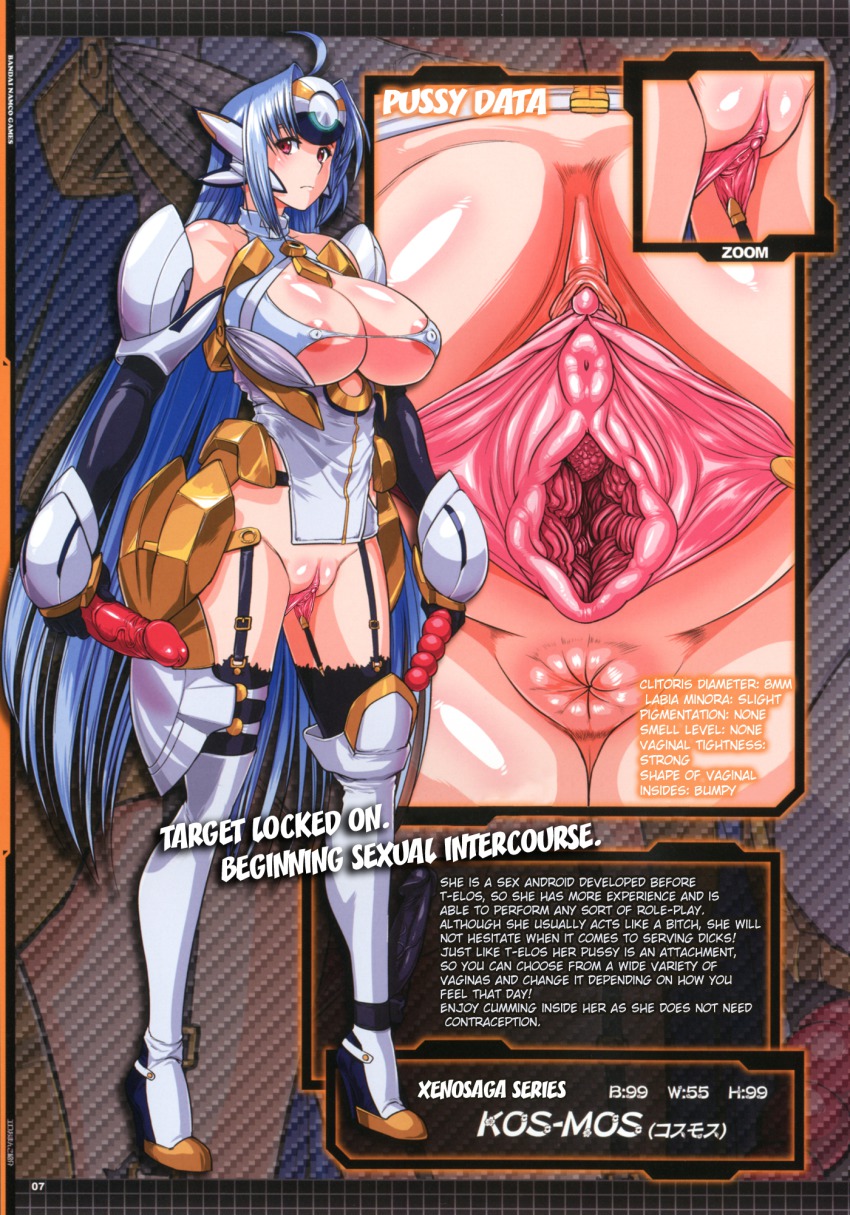 BANDAI NAMCO GAMES
PUSSY DATA
ZOOM
CLITORIS DIAMETER: 8MM
LABIA MINORA: SLIGHT
PIGMENTATION: NONE
SMELL LEVEL: NONE
VAGINAL TIGHTNESS:
STRONG
SHAPE OF VAGINAL
INSIDES: BUMPY
TARGET LOCKED ON.
BEGINNING SEXUAL INTERCOURSE.
SHE IS A SEX ANDROID DEVELOPED BEFORE
T-ELOS, SO SHE HAS MORE EXPERIENCE AND IS
ABLE TO PERFORM ANY SORT OF ROLE-PLAY.
ALTHOUGH SHE USUALLY ACTS LIKE A BITCH, SHE WILL
NOT HESITATE WHEN IT COMES TO SERVING DICKS!
JUST LIKE T-ELOS HER PUSSY IS AN ATTACHMENT,
SO YOU CAN CHOOSE FROM A WIDE VARIETY OF
VAGINAS AND CHANGE IT DEPENDING ON HOW YOU
FEEL THAT DAY!
ENJOY CUMMING INSIDE HER AS SHE DOES NOT NEED
CONTRACEPTION.
XENOSAGA SERIES B:99 W:55 H:99
KOS-MOS (コスモス)
07